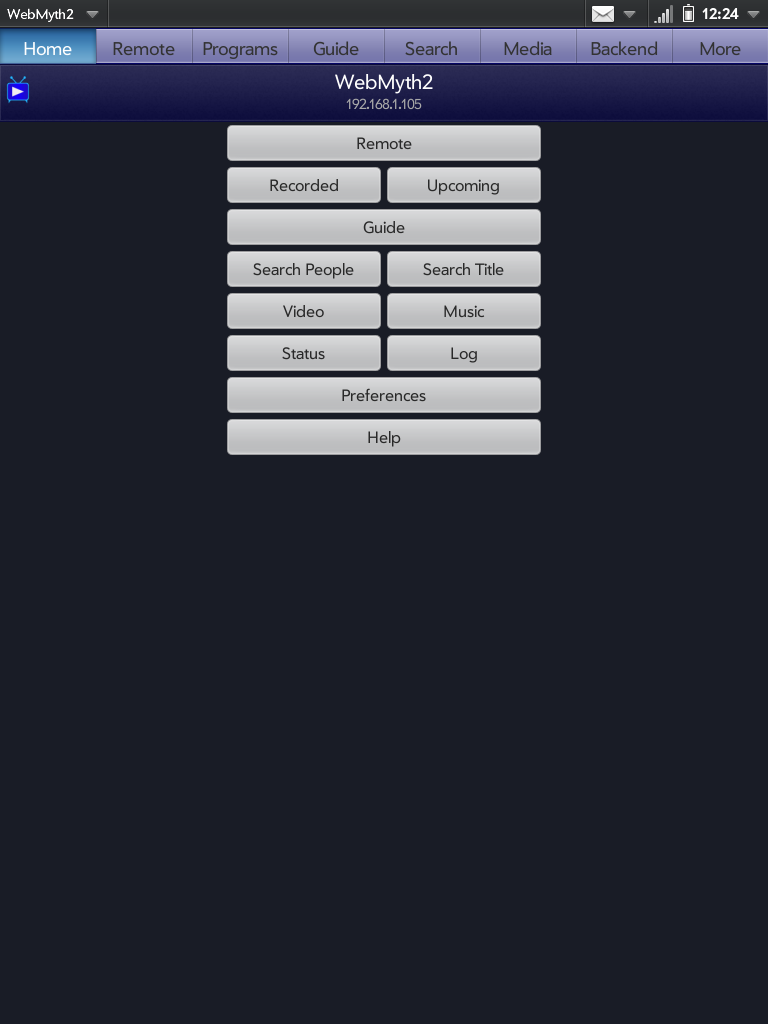 WebMyth2 12:24
Home Remote Programs Guide Search Media Backend More
WebMyth2
192.168.1.105
Remote
Recorded Upcoming
Guide
Search People Search Title
Video Music
Status Log
Preferences
Help